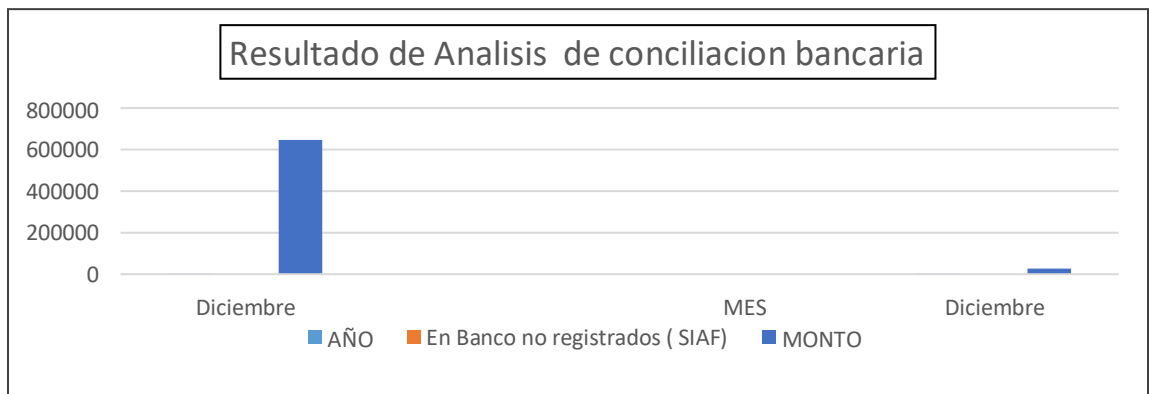 Resultado de Analisis de conciliacion bancaria
800000
600000
400000
200000
0
Diciembre MES Diciembre
AÑO En Banco no registrados ( SIAF) MONTO